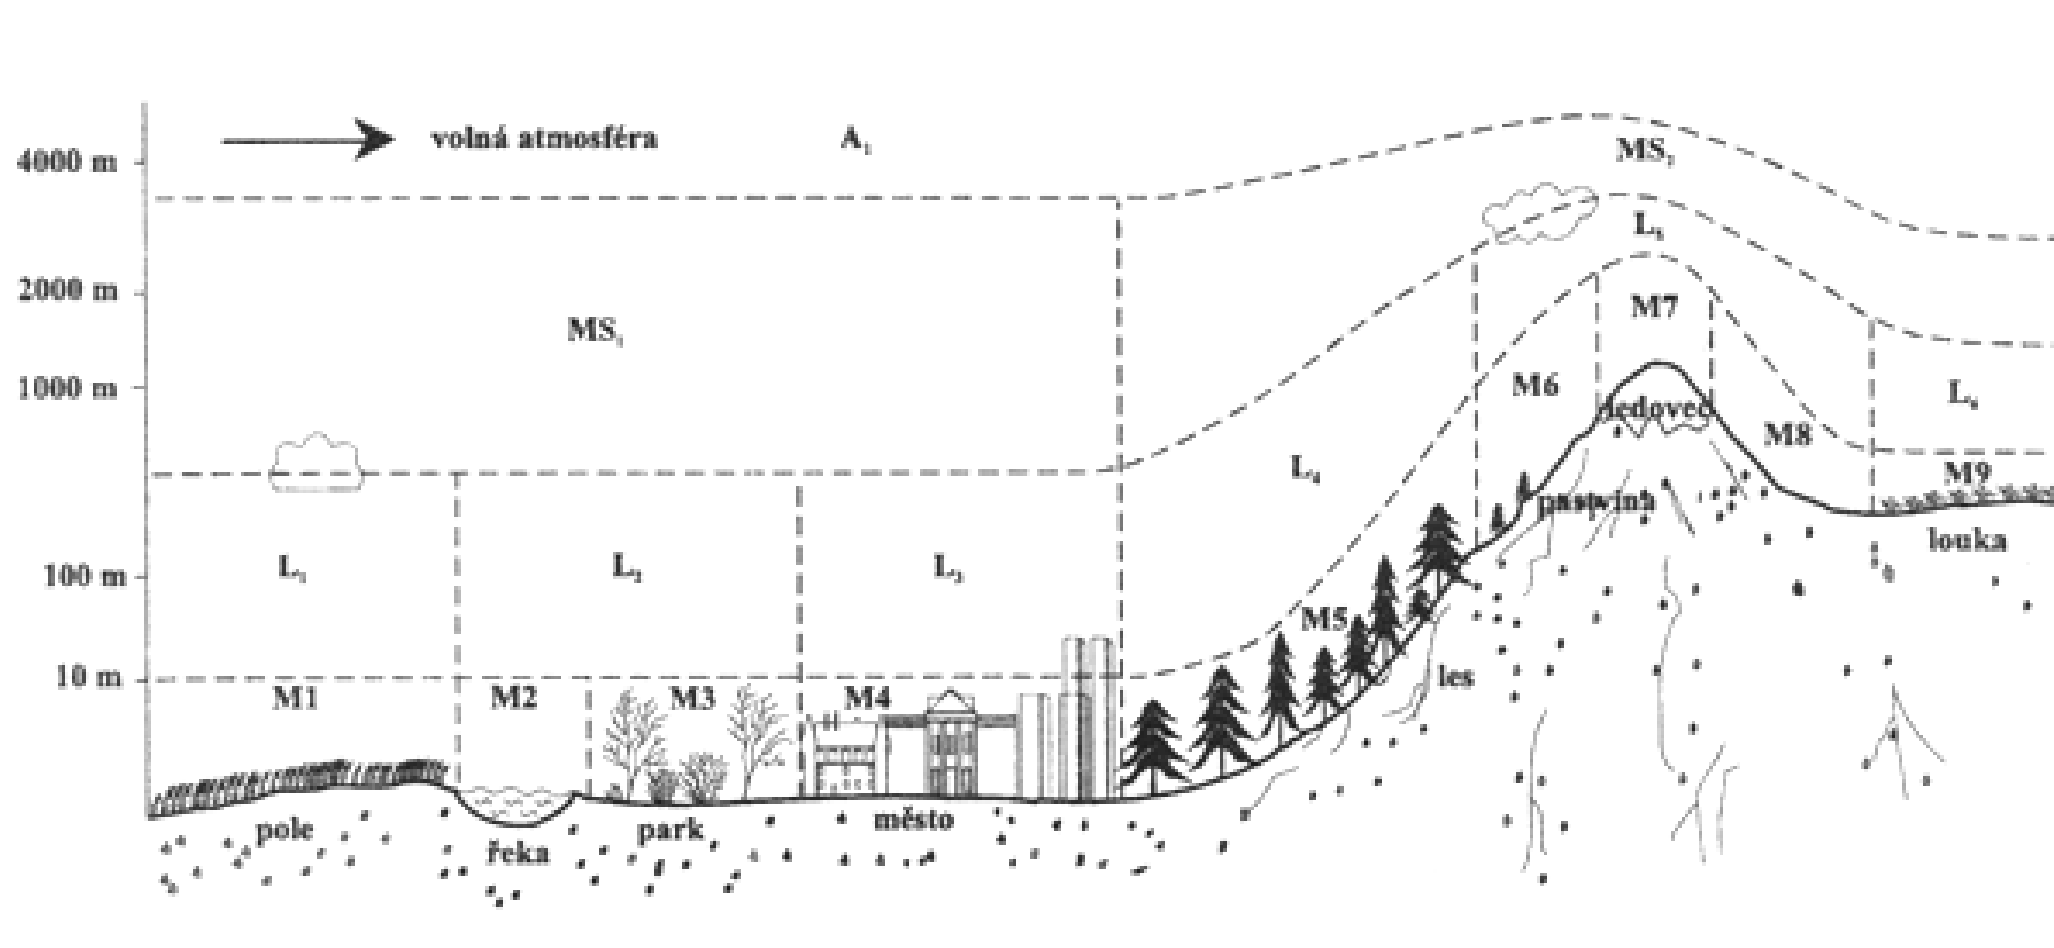 volná atmosféra
A₁
4000 m
MS₂
L₅
2000 m
M7
MS₁
1000 m
M6
ledovec
L₆
M8
L₄
M9
pastvina
louka
L₁
L₂
L₃
100 m
M5
10 m
les
M1
M2
M3
M4
pole
park
město
řeka